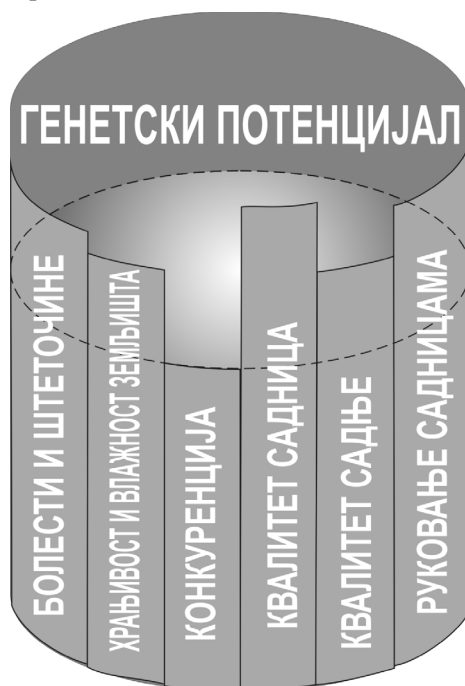 ГЕНЕТСКИ ПОТЕНЦИЈАЛ
БОЛЕСТИ И ШТЕТОЧИНЕ
ХРАЊИВОСТ И ВЛАЖНОСТ ЗЕМЉИШТА
КОНКУРЕНЦИЈА
КВАЛИТЕТ САДНИЦА
КВАЛИТЕТ САДЊЕ
РУКОВАЊЕ САДНИЦАМА